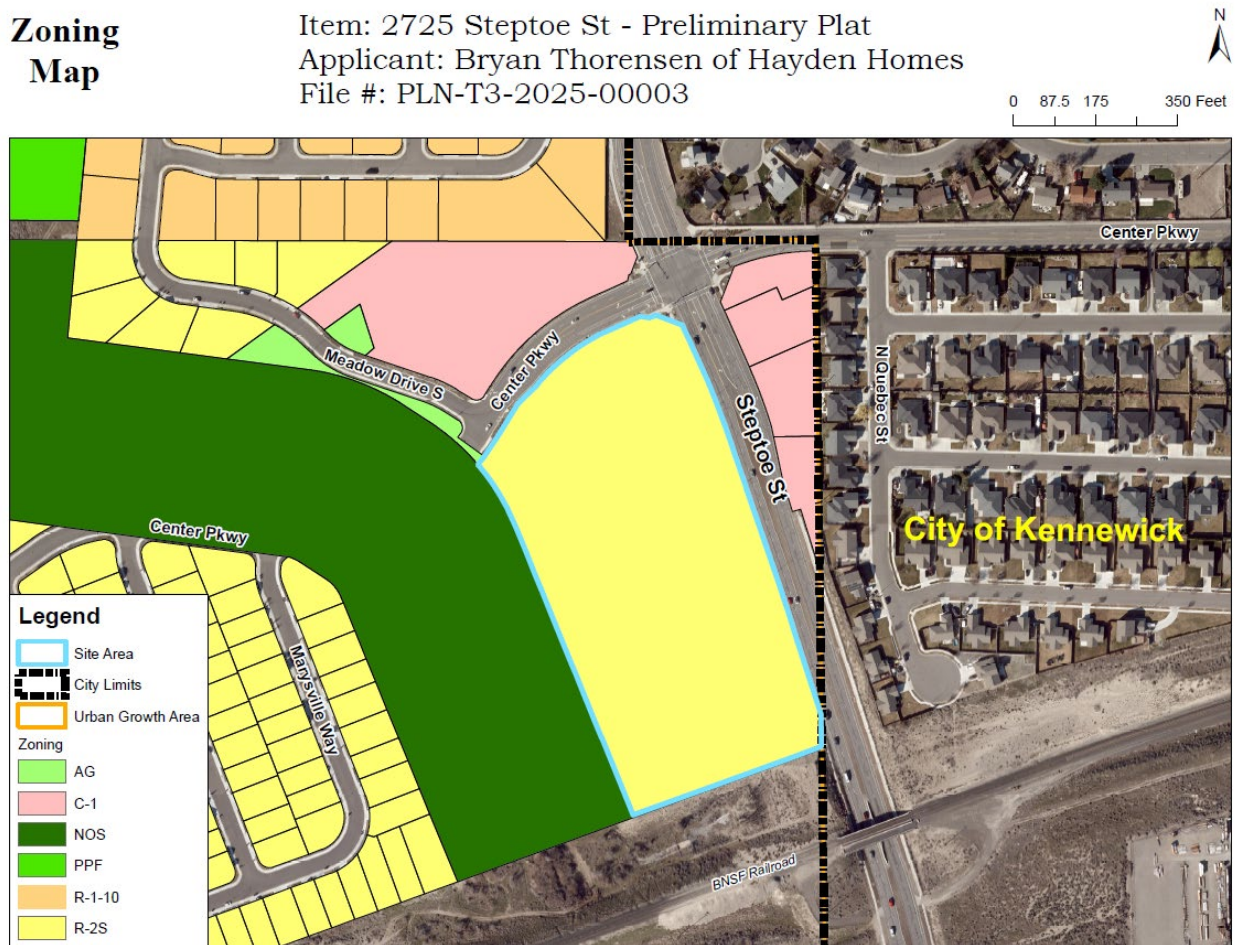 Zoning
Map
Item: 2725 Steptoe St - Preliminary Plat
Applicant: Bryan Thorensen of Hayden Homes
File #: PLN-T3-2025-00003
N
0 87.5 175 350 Feet
Center Pkwy
Meadow Drive S
Center Pkwy
N Quebec St
Steptoe St
Center Pkwy
City of Kennewick
Marysville Way
BNSF Railroad
Legend
Site Area
City Limits
Urban Growth Area
Zoning
AG
C-1
NOS
PPF
R-1-10
R-2S